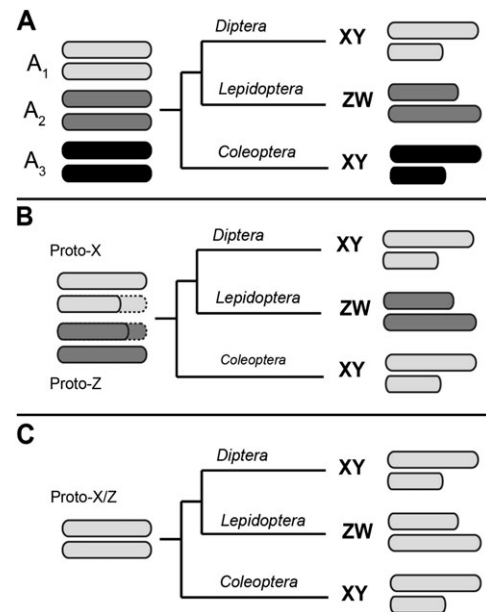 A
A1
A2
A3
Diptera
XY
Lepidoptera
ZW
Coleoptera
XY
B
Proto-X
Proto-Z
Diptera
XY
Lepidoptera
ZW
Coleoptera
XY
C
Proto-X/Z
Diptera
XY
Lepidoptera
ZW
Coleoptera
XY